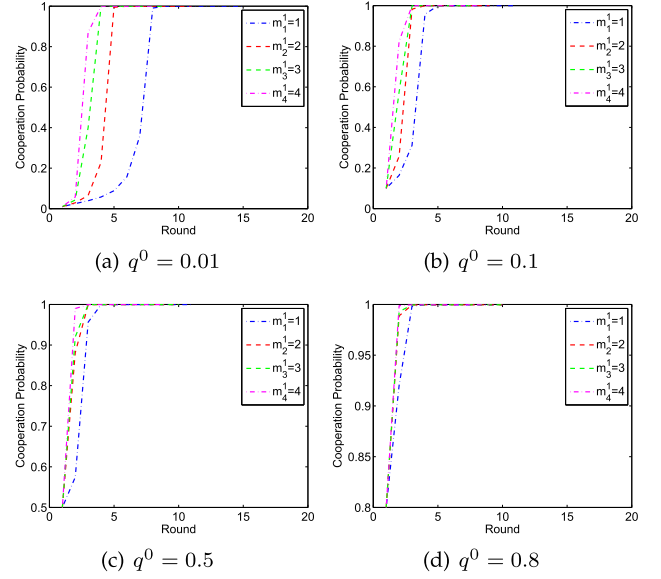 1
0.8
0.6
0.4
0.2
0
Cooperation Probability
0 5 10 15 20
Round
m₁¹=1
m₂¹=2
m₃¹=3
m₄¹=4
(a) q⁰ = 0.01
1
0.8
0.6
0.4
0.2
0
Cooperation Probability
0 5 10 15 20
Round
m₁¹=1
m₂¹=2
m₃¹=3
m₄¹=4
(b) q⁰ = 0.1
1
0.9
0.8
0.7
0.6
0.5
Cooperation Probability
0 5 10 15 20
Round
m₁¹=1
m₂¹=2
m₃¹=3
m₄¹=4
(c) q⁰ = 0.5
1
0.95
0.9
0.85
0.8
Cooperation Probability
0 5 10 15 20
Round
m₁¹=1
m₂¹=2
m₃¹=3
m₄¹=4
(d) q⁰ = 0.8